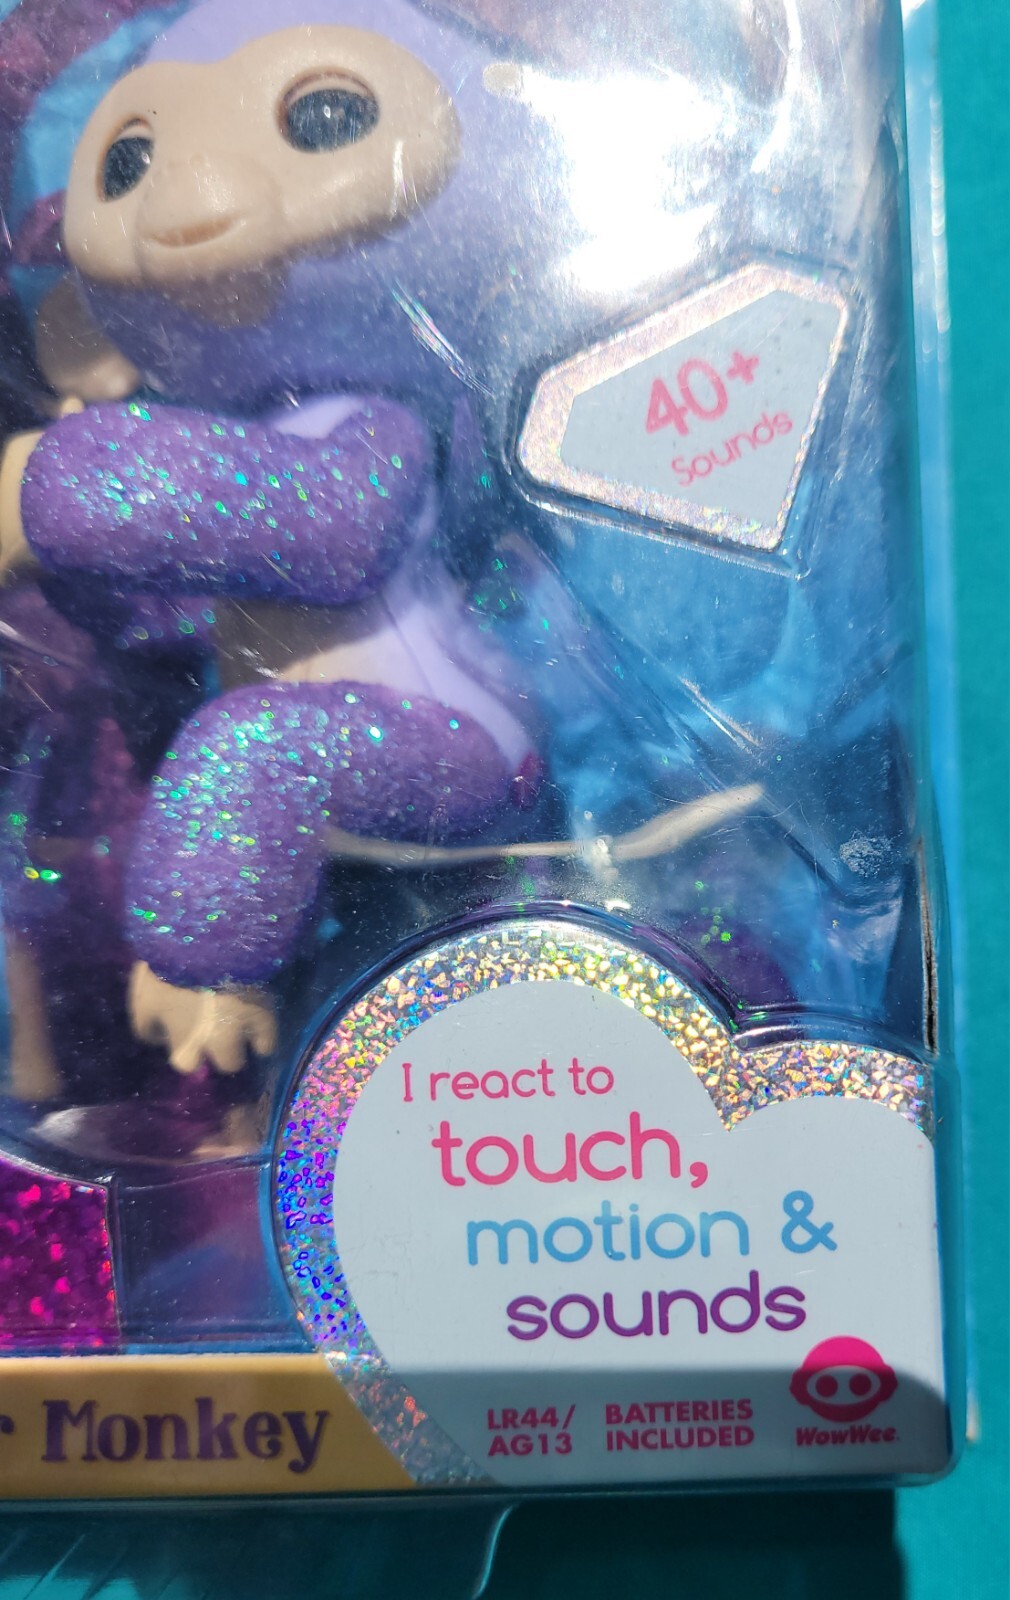 40+
Sounds
I react to
touch,
motion &
sounds
LR44/ BATTERIES
AG13 INCLUDED
WowWee
r Monkey